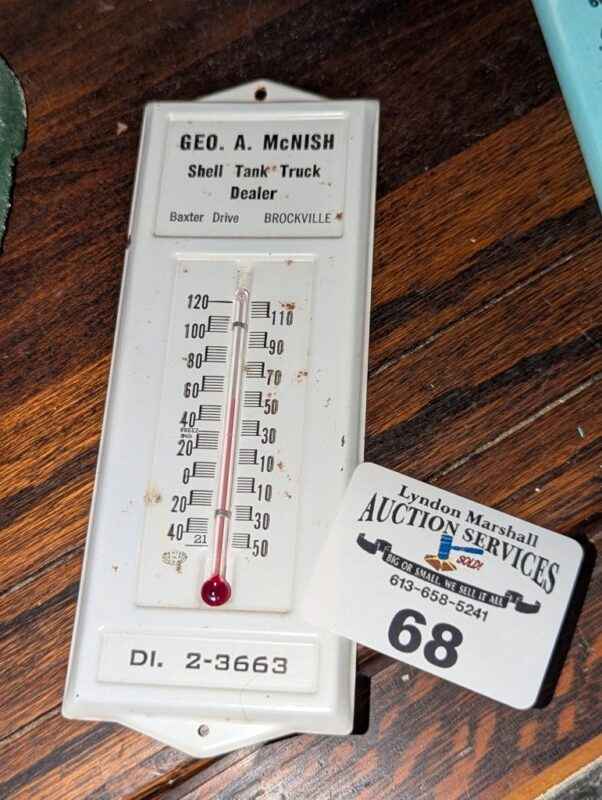 GEO. A. McNISH
Shell Tank Truck
Dealer
Baxter Drive BROCKVILLE
120
110
100
90
80
70
60
50
40
30
20
10
0
10
20
30
40
21
50
DI. 2-3663
Lyndon Marshall
AUCTION SERVICES
SOLD!
BIG OR SMALL, WE SELL IT ALL
613-658-5241
68